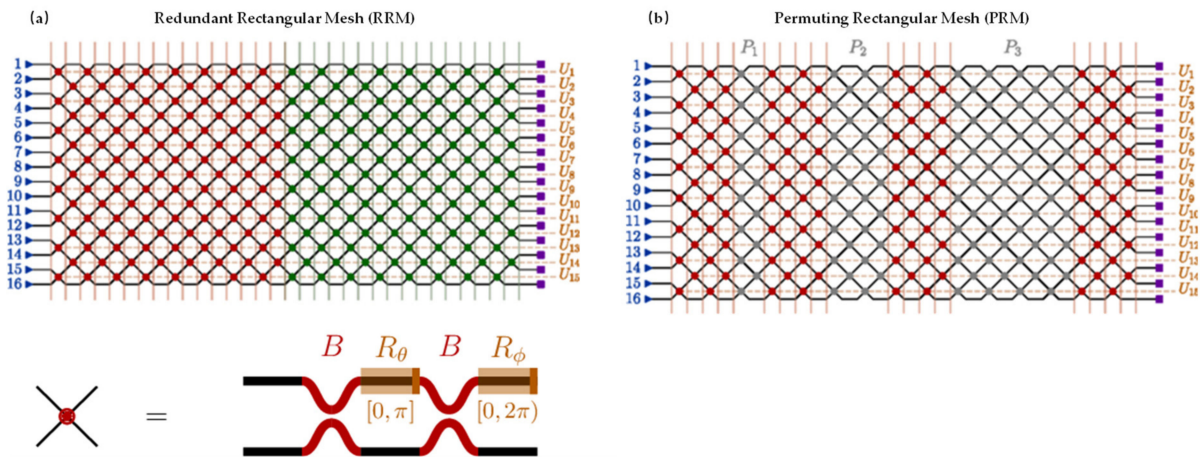 (a) Redundant Rectangular Mesh (RRM)
1
2
3
4
5
6
7
8
9
10
11
12
13
14
15
16
U1
U2
U3
U4
U5
U6
U7
U8
U9
U10
U11
U12
U13
U14
U15
(b) Permuting Rectangular Mesh (PRM)
P1 P2 P3
1
2
3
4
5
6
7
8
9
10
11
12
13
14
15
16
U1
U2
U3
U4
U5
U6
U7
U8
U9
U10
U11
U12
U13
U14
U15
B Rθ B Rϕ
= [0, π] [0, 2π)